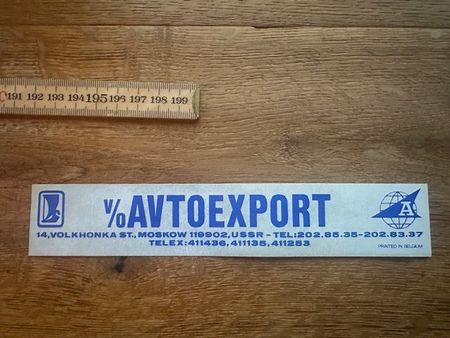 191 192 193 194 195 196 197 198 199
V/O AVTOEXPORT
A
14,VOLKHONKA ST., MOSKOW 119902, USSR - TEL:202.85.35-202.83.37
TELEX:411436,411135,411253
PRINTED IN BELGIUM